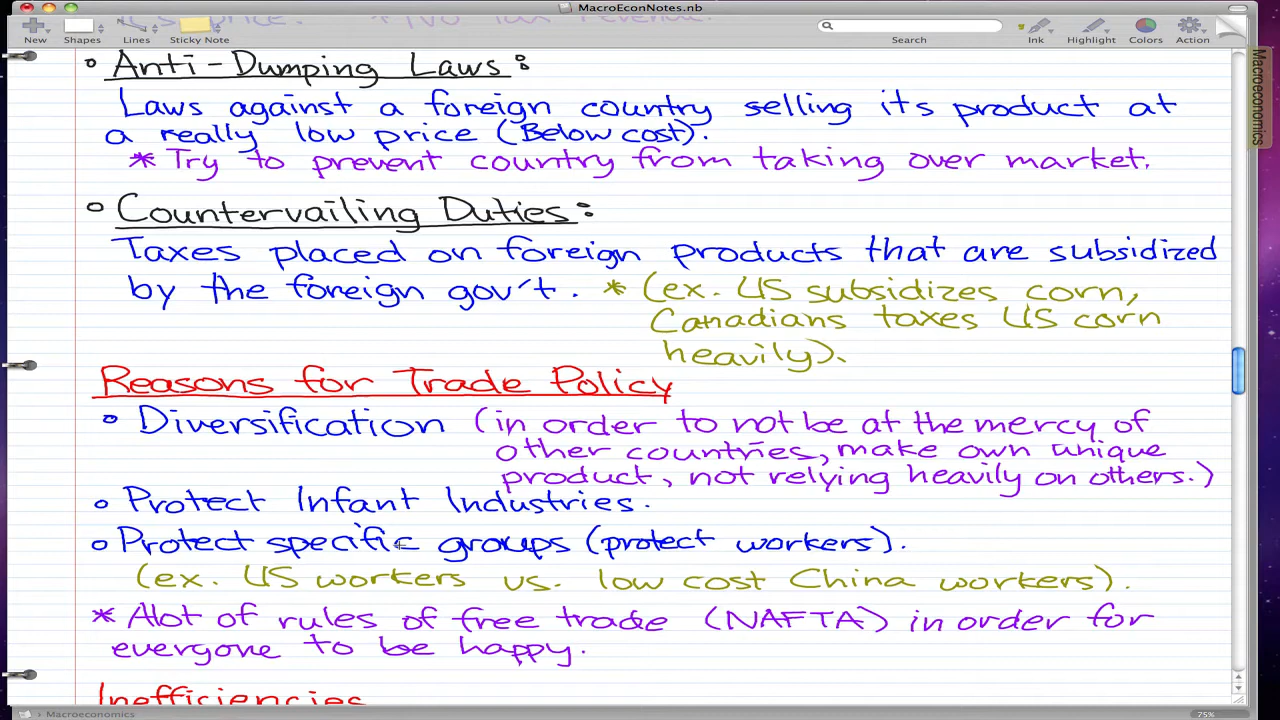 MacroEconNotes.nb
New
Shapes
Lines
Sticky Note
Search
Ink
Highlight
Colors
Action
Macroeconomics
• Anti-Dumping Laws:
Laws against a foreign country selling its product at
a really low price (Below cost).
* Try to prevent country from taking over market.
• Countervailing Duties:
Taxes placed on foreign products that are subsidized
by the foreign gov't. * (ex. US subsidizes corn,
Canadians taxes US corn
heavily).
Reasons for Trade Policy
• Diversification (in order to not be at the mercy of
other countries, make own unique
product, not relying heavily on others.)
• Protect Infant Industries.
• Protect specific groups (protect workers).
(ex. US workers vs. low cost China workers).
* Alot of rules of free trade (NAFTA) in order for
everyone to be happy.
Inefficiencies
Macroeconomics
75%